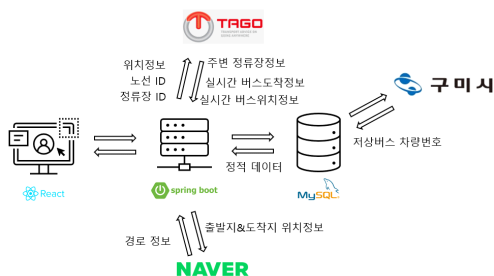 TAGO
위치정보
노선 ID
정류장 ID
주변 정류장정보
실시간 버스도착정보
실시간 버스위치정보
구미시
저상버스 차량번호
정적 데이터
React
spring boot
MySQL
경로 정보
출발지&도착지 위치정보
NAVER